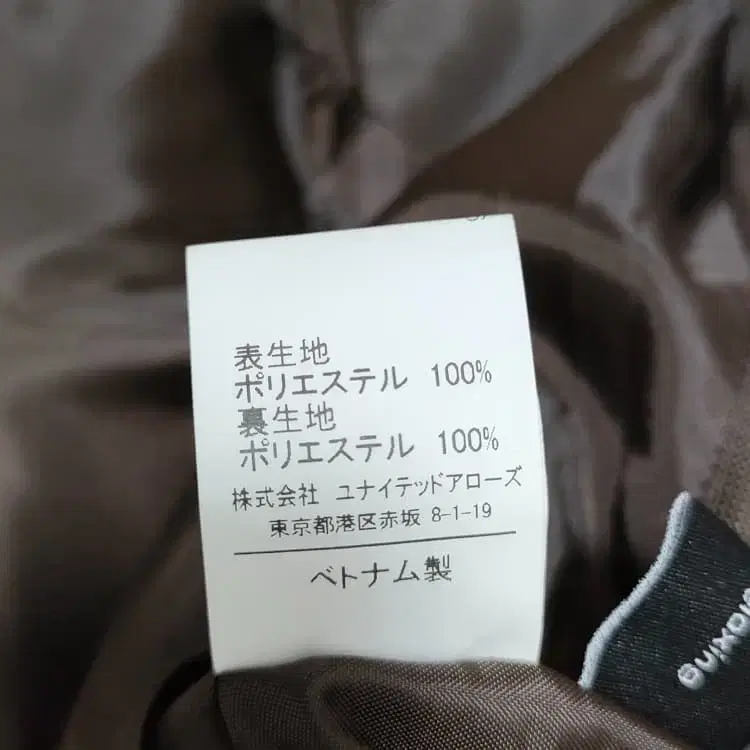 表生地
ポリエステル 100%
裏生地
ポリエステル 100%
株式会社 ユナイテッドアローズ
東京都港区赤坂 8-1-19
ベトナム製